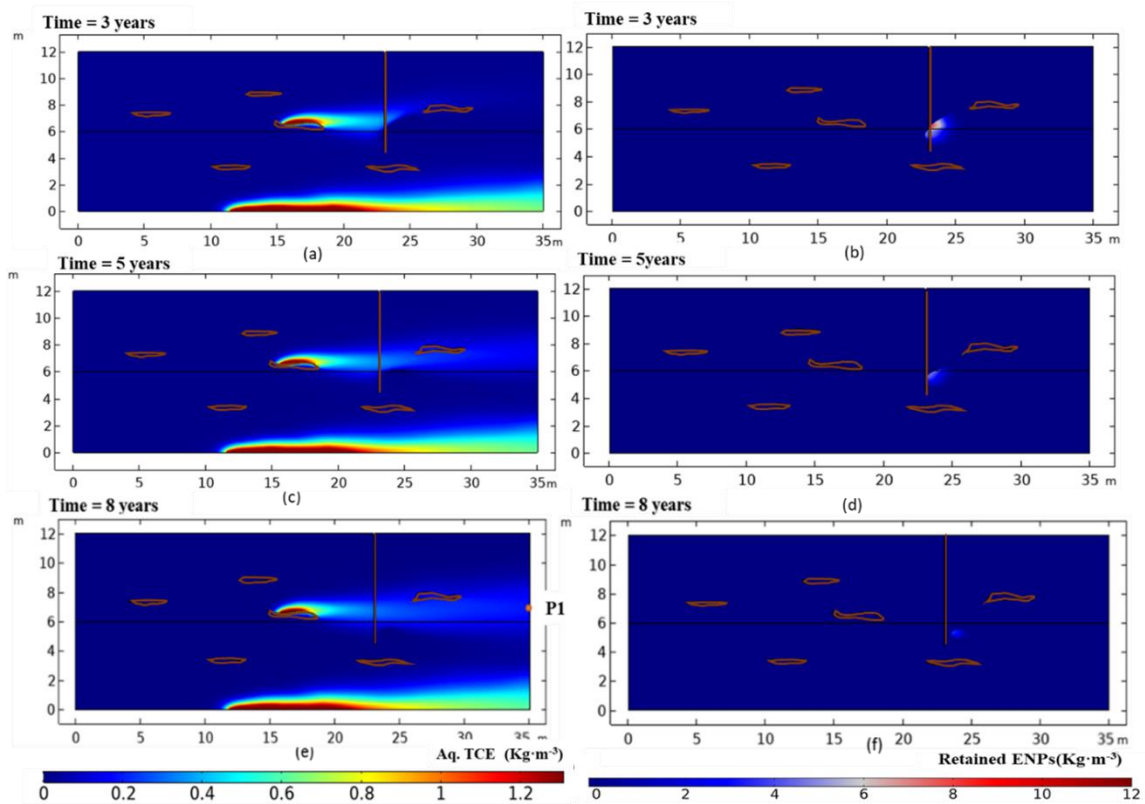 Time = 3 years
Time = 3 years
m
12
10
8
6
4
2
0
0 5 10 15 20 25 30 35 m
(a)
12
10
8
6
4
2
0
0 5 10 15 20 25 30 35 m
(b)
Time = 5 years
Time = 5years
m
12
10
8
6
4
2
0
0 5 10 15 20 25 30 35 m
(c)
12
10
8
6
4
2
0
0 5 10 15 20 25 30 35 m
(d)
Time = 8 years
Time = 8 years
m
12
10
8
6
4
2
0
P1
0 5 10 15 20 25 30 35 m
(e)
m
12
10
8
6
4
2
0
0 5 10 15 20 25 30 35 m
(f)
Aq. TCE (Kg·m⁻³)
0 0.2 0.4 0.6 0.8 1 1.2
Retained ENPs(Kg·m⁻³)
0 2 4 6 8 10 12